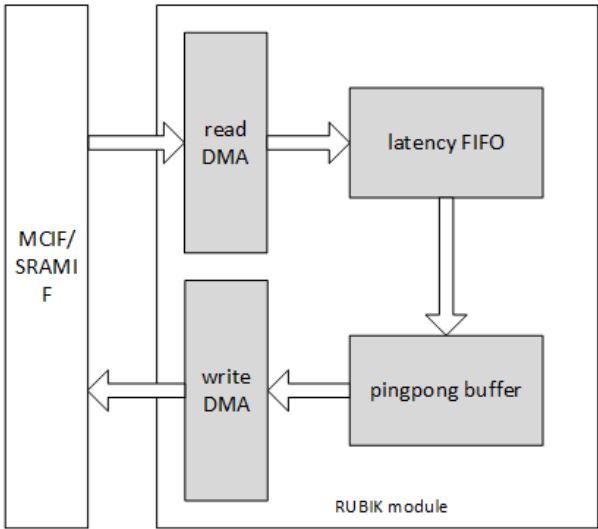 MCIF/
SRAMI
F
read
DMA
latency FIFO
write
DMA
pingpong buffer
RUBIK module